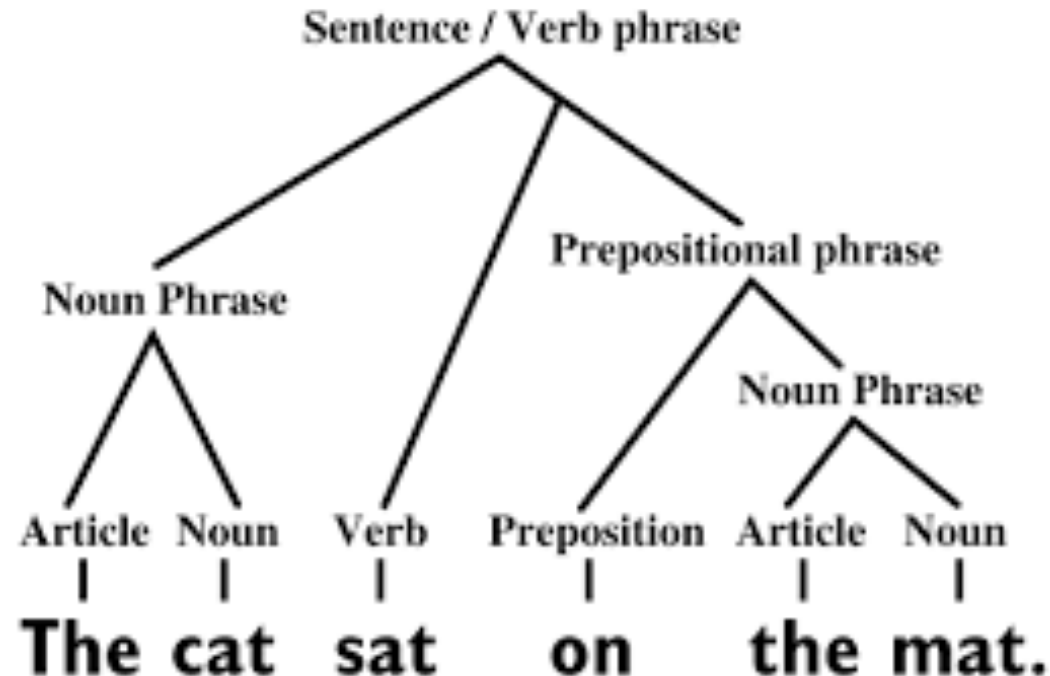 Sentence / Verb phrase
Prepositional phrase
Noun Phrase
Noun Phrase
Article Noun Verb Preposition Article Noun
The cat sat on the mat.